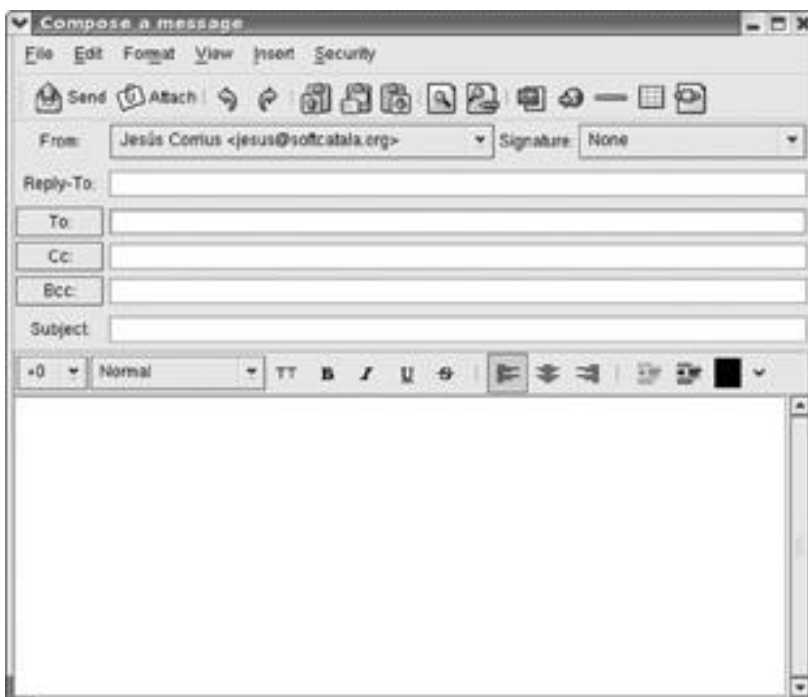 Compose a message
File Edit Format View Insert Security
Send Attach
From: Jesús Corrius <jesus@softcatala.org> Signature: None
Reply-To:
To:
Cc:
Bcc:
Subject:
+0 Normal TT B I U S